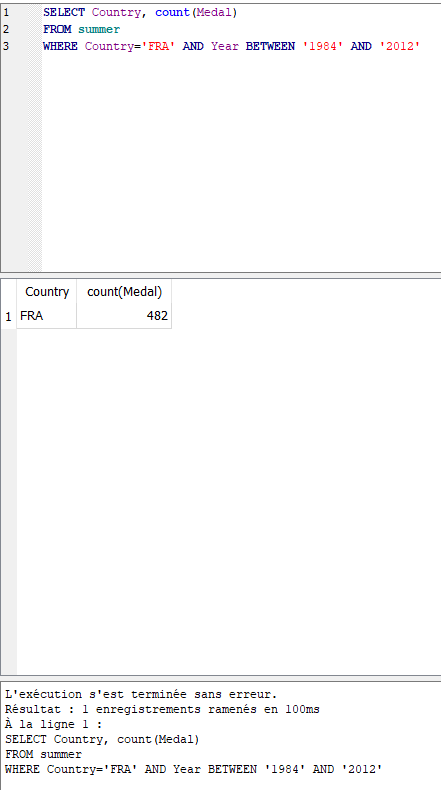 1 SELECT Country, count(Medal)
2 FROM summer
3 WHERE Country='FRA' AND Year BETWEEN '1984' AND '2012'
Country count(Medal)
1 FRA 482
L'exécution s'est terminée sans erreur.
Résultat : 1 enregistrements ramenés en 100ms
À la ligne 1 :
SELECT Country, count(Medal)
FROM summer
WHERE Country='FRA' AND Year BETWEEN '1984' AND '2012'